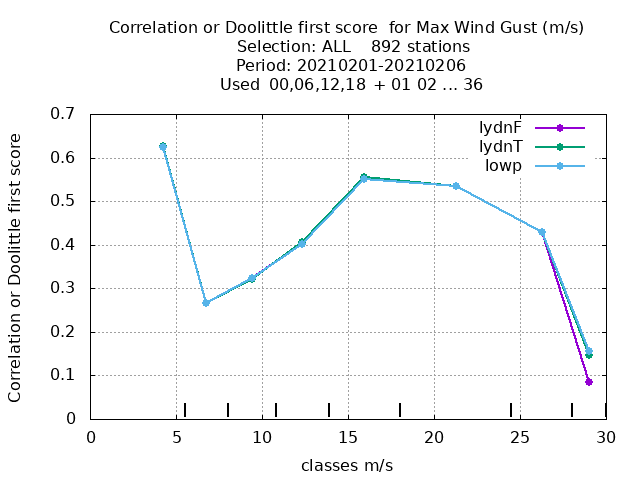 Correlation or Doolittle first score  for Max Wind Gust (m/s)
Selection: ALL    892 stations
Period: 20210201-20210206
Used  00,06,12,18  + 01 02 ... 36
Correlation or Doolittle first score
0.7
0.6
0.5
0.4
0.3
0.2
0.1
0
lydnF
lydnT
lowp
0 5 10 15 20 25 30
classes m/s